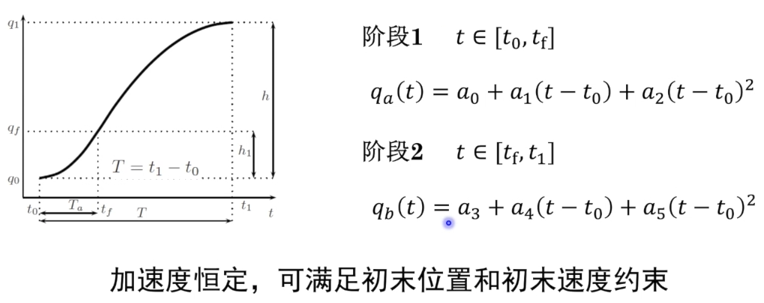 q₁
q_f
q₀
h
h₁
T = t₁ − t₀
t₀
T_a
t_f
T
t₁
t
阶段1 t ∈ [t₀, t_f]
q_a(t) = a₀ + a₁(t − t₀) + a₂(t − t₀)²
阶段2 t ∈ [t_f, t₁]
q_b(t) = a₃ + a₄(t − t₀) + a₅(t − t₀)²
加速度恒定，可满足初末位置和初末速度约束